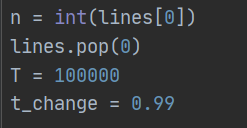 n = int(lines[0])
lines.pop(0)
T = 100000
t_change = 0.99